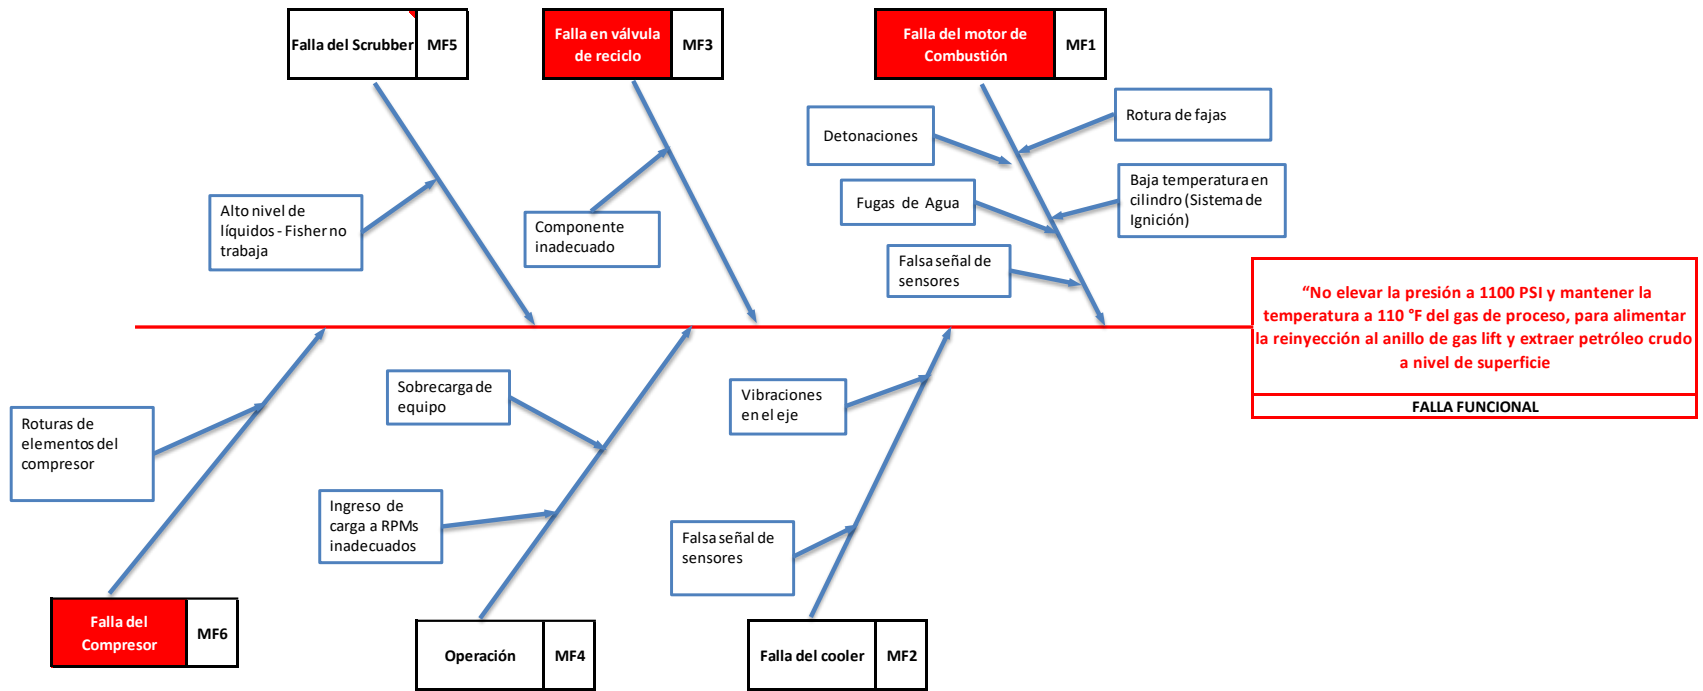 Falla del Scrubber
MF5
Falla en válvula
de reciclo
MF3
Falla del motor de
Combustión
MF1
Detonaciones
Rotura de fajas
Fugas de Agua
Baja temperatura en
cilindro (Sistema de
Ignición)
Alto nivel de
líquidos - Fisher no
trabaja
Componente
inadecuado
Falsa señal de
sensores
“No elevar la presión a 1100 PSI y mantener la
temperatura a 110 °F del gas de proceso, para alimentar
la reinyección al anillo de gas lift y extraer petróleo crudo
a nivel de superficie
FALLA FUNCIONAL
Roturas de
elementos del
compresor
Sobrecarga de
equipo
Vibraciones
en el eje
Ingreso de
carga a RPMs
inadecuados
Falsa señal de
sensores
Falla del
Compresor
MF6
Operación
MF4
Falla del cooler
MF2